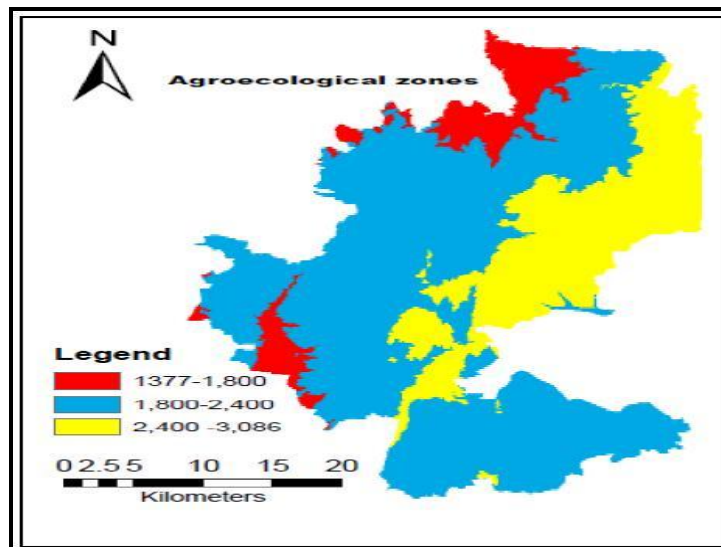 N
Agroecological zones
Legend
1377-1,800
1,800-2,400
2,400 -3,086
0 2.5 5 10 15 20
Kilometers